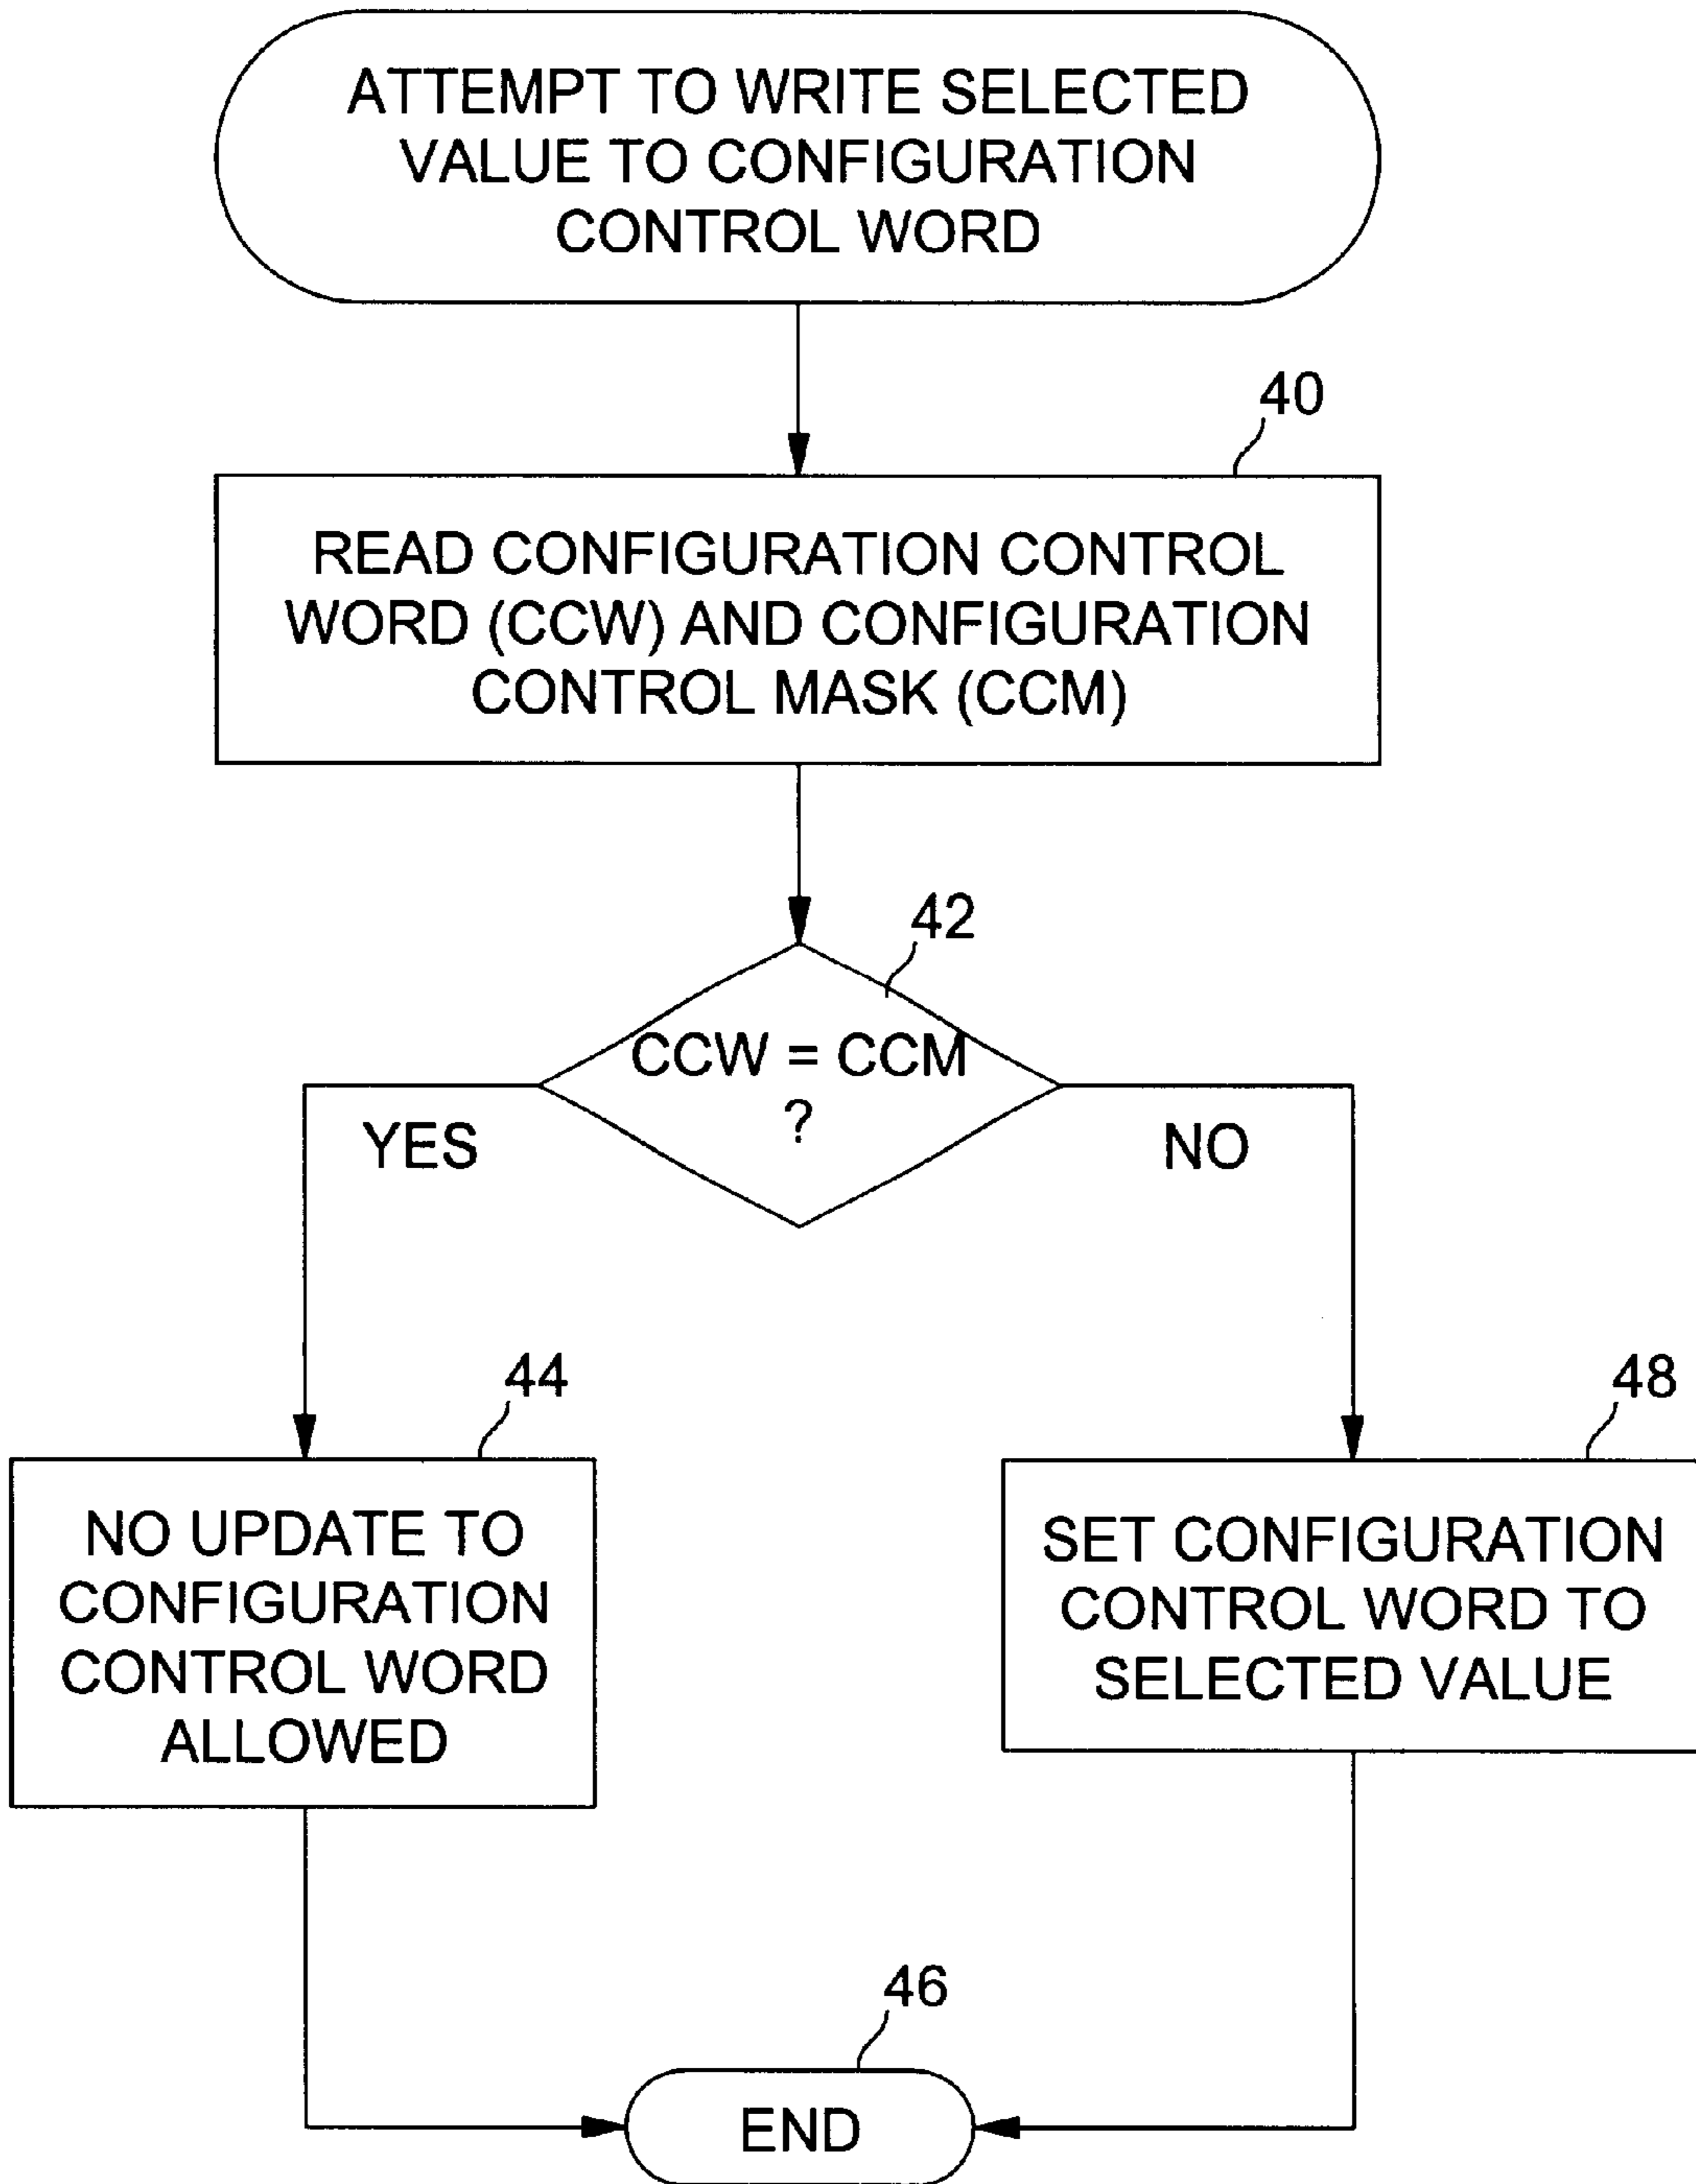 ATTEMPT TO WRITE SELECTED
VALUE TO CONFIGURATION
CONTROL WORD
40
READ CONFIGURATION CONTROL
WORD (CCW) AND CONFIGURATION
CONTROL MASK (CCM)
42
CCW = CCM
?
YES
NO
44
NO UPDATE TO
CONFIGURATION
CONTROL WORD
ALLOWED
48
SET CONFIGURATION
CONTROL WORD TO
SELECTED VALUE
46
END